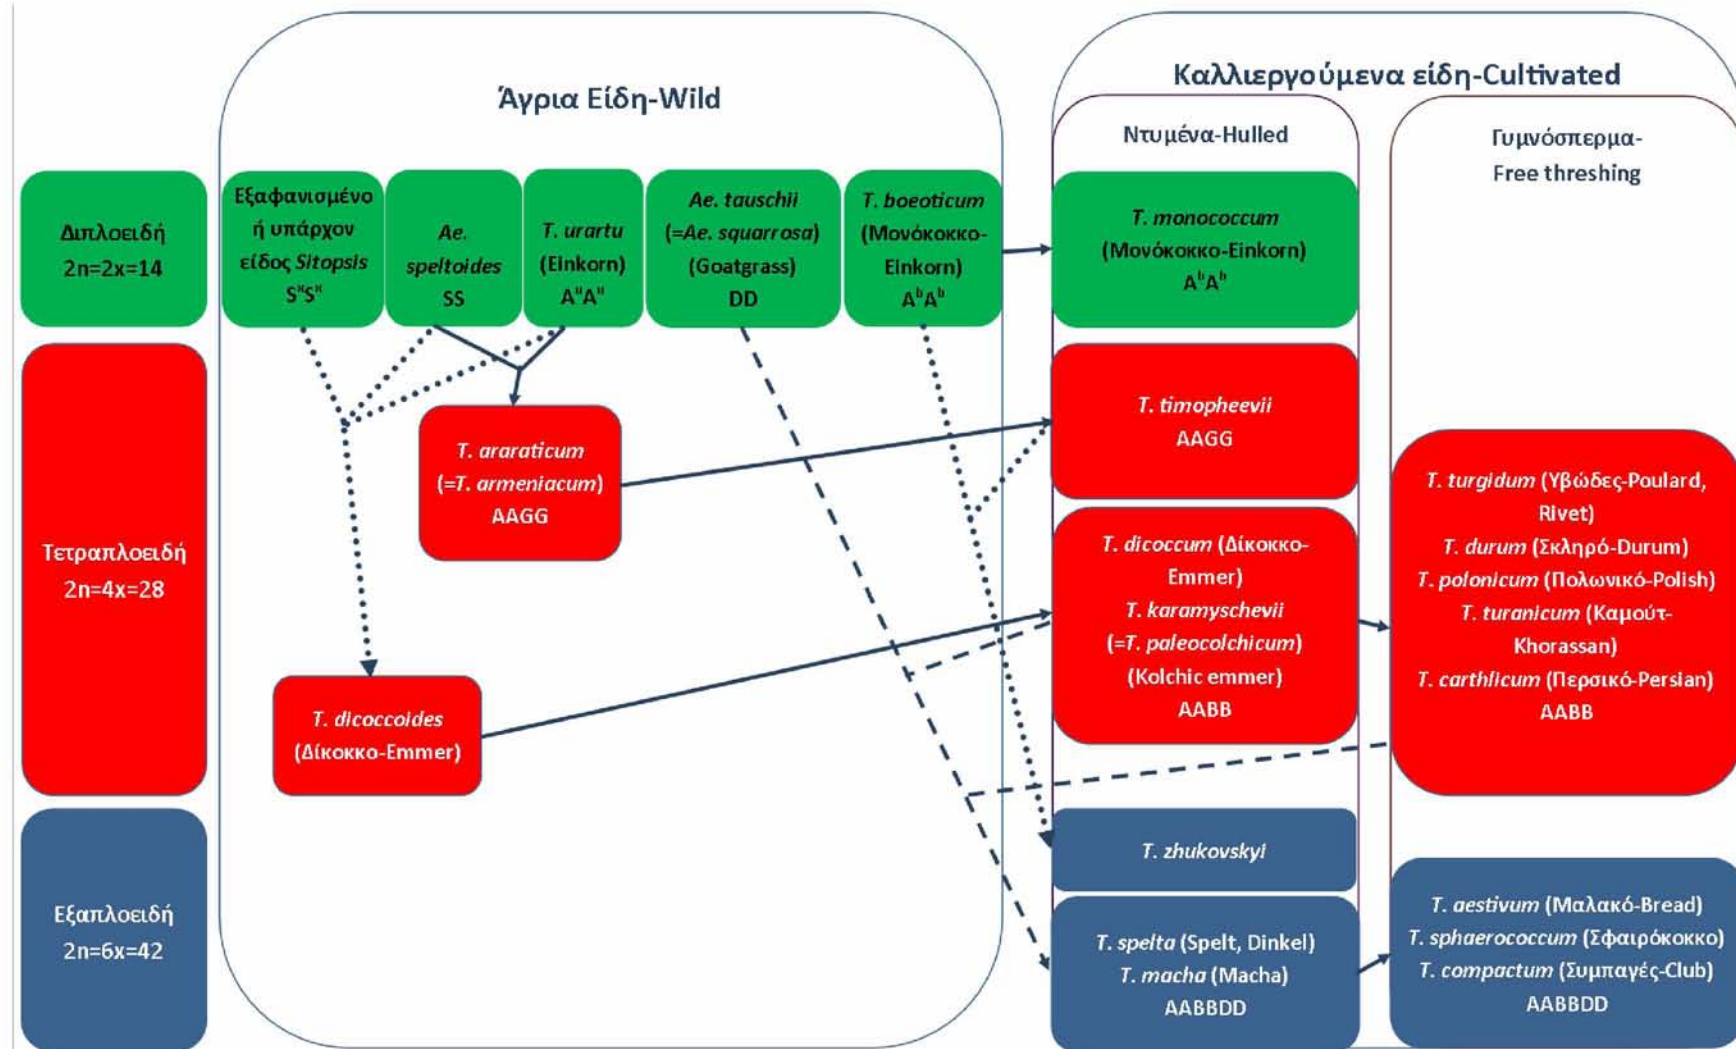 Άγρια Είδη-Wild
Καλλιεργούμενα είδη-Cultivated
Ντυμένα-Hulled
Γυμνόσπερμα-
Free threshing
Διπλοειδή
2n=2x=14
Εξαφανισμένο
ή υπάρχον
είδος Sitopsis
SˣSˣ
Ae.
speltoides
SS
T. urartu
(Einkorn)
AᵘAᵘ
Ae. tauschii
(=Ae. squarrosa)
(Goatgrass)
DD
T. boeoticum
(Μονόκοκκο-
Einkorn)
AᵇAᵇ
T. monococcum
(Μονόκοκκο-Einkorn)
AᵇAᵇ
Τετραπλοειδή
2n=4x=28
T. araraticum
(=T. armeniacum)
AAGG
T. dicoccoides
(Δίκοκκο-Emmer)
T. timopheevii
AAGG
T. dicoccum (Δίκοκκο-
Emmer)
T. karamyschevii
(=T. paleocolchicum)
(Kolchic emmer)
AABB
T. turgidum (Υβώδες-Poulard,
Rivet)
T. durum (Σκληρό-Durum)
T. polonicum (Πολωνικό-Polish)
T. turanicum (Καμούτ-
Khorassan)
T. carthlicum (Περσικό-Persian)
AABB
Εξαπλοειδή
2n=6x=42
T. zhukovskyi
T. spelta (Spelt, Dinkel)
T. macha (Macha)
AABBDD
T. aestivum (Μαλακό-Bread)
T. sphaerococcum (Σφαιρόκοκκο)
T. compactum (Συμπαγές-Club)
AABBDD